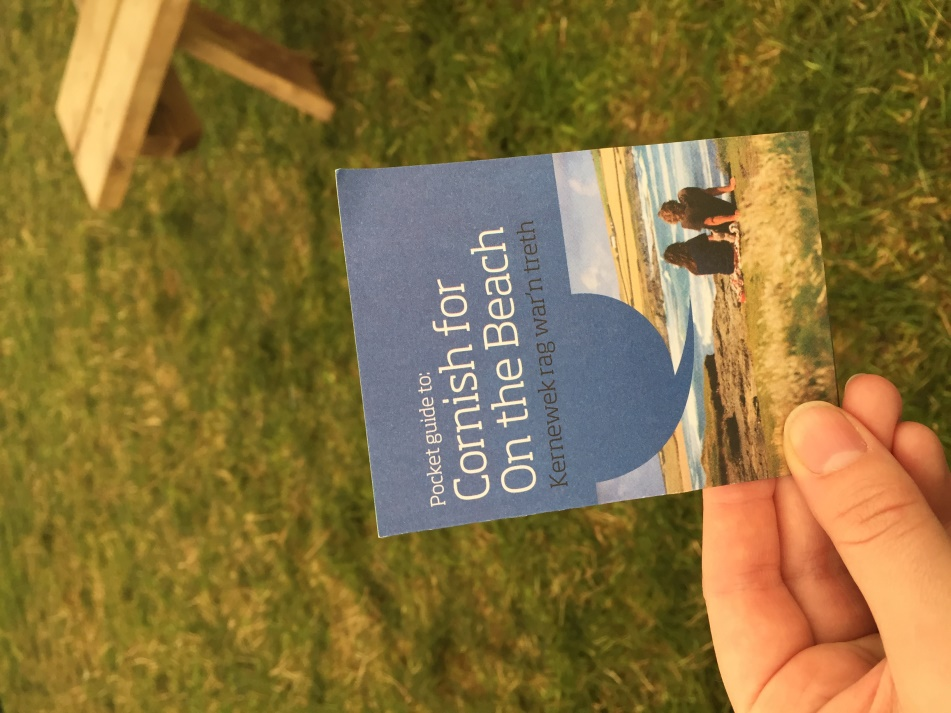 Pocket guide to:
Cornish for
On the Beach
Kernewek rag war'n treth